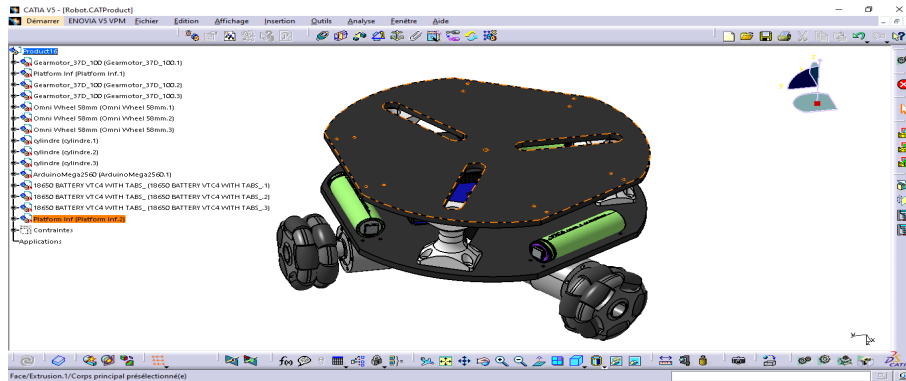 CATIA V5 - [Robot.CATProduct]
Démarrer ENOVIA V5 VPM Fichier Edition Affichage Insertion Outils Analyse Fenêtre Aide
Product16
Gearmotor_37D_100 (Gearmotor_37D_100.1)
Platform Inf (Platform Inf.1)
Gearmotor_37D_100 (Gearmotor_37D_100.2)
Gearmotor_37D_100 (Gearmotor_37D_100.3)
Omni Wheel 58mm (Omni Wheel 58mm.1)
Omni Wheel 58mm (Omni Wheel 58mm.2)
Omni Wheel 58mm (Omni Wheel 58mm.3)
cylindre (cylindre.1)
cylindre (cylindre.2)
cylindre (cylindre.3)
ArduinoMega2560 (ArduinoMega2560.1)
18650 BATTERY VTC4 WITH TABS_ (18650 BATTERY VTC4 WITH TABS_.1)
18650 BATTERY VTC4 WITH TABS_ (18650 BATTERY VTC4 WITH TABS_.2)
18650 BATTERY VTC4 WITH TABS_ (18650 BATTERY VTC4 WITH TABS_.3)
Platform Inf (Platform Inf.2)
Contraintes
Applications
Face/Extrusion.1/Corps principal présélectionné(e)